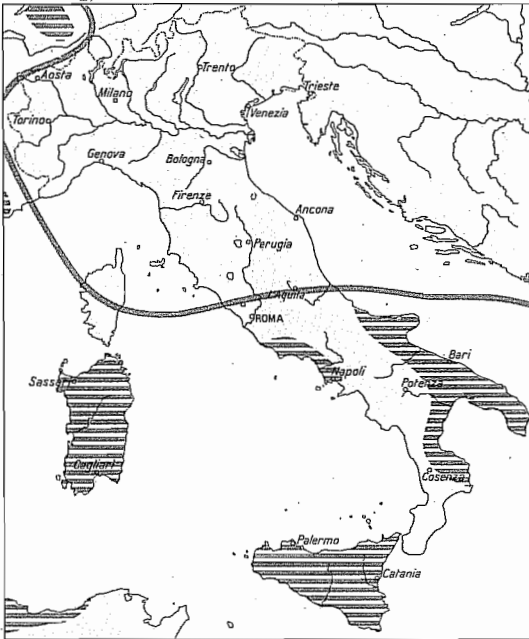 Aosta
Trento
Milano
Trieste
Venezia
Torino
Genova
Bologna
Firenze
Ancona
Perugia
L'Aquila
ROMA
Bari
Napoli
Potenza
Sassari
Cagliari
Cosenza
Palermo
Catania